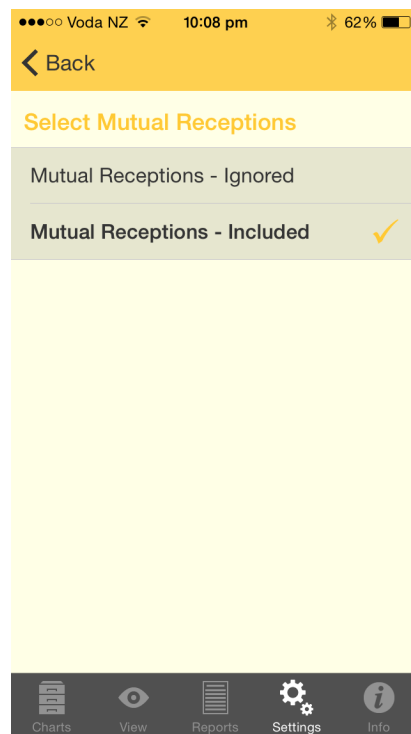 Voda NZ 10:08 pm 62%
Back
Select Mutual Receptions
Mutual Receptions - Ignored
Mutual Receptions - Included
Charts View Reports Settings Info